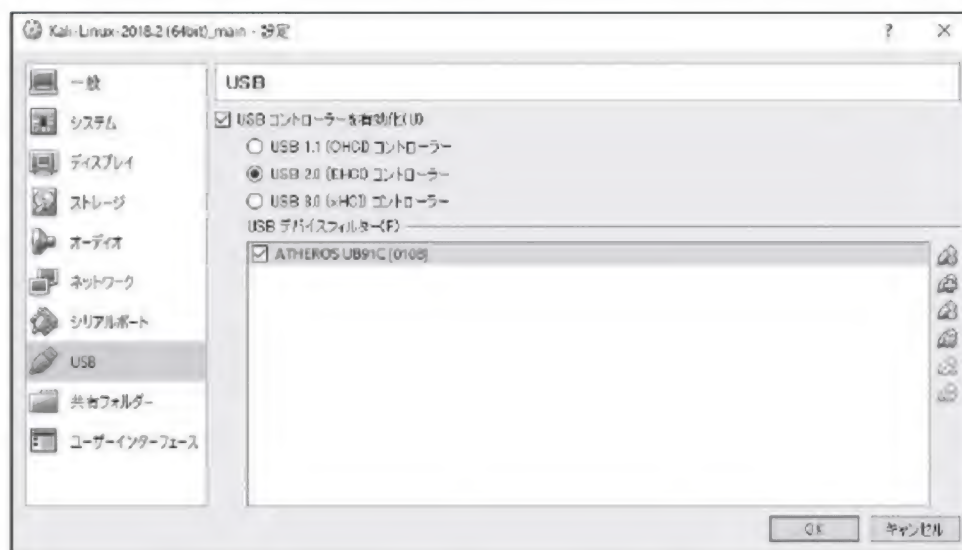 Kali-Linux-2018.2 (64bit)_main - 設定
? ×
一般
システム
ディスプレイ
ストレージ
オーディオ
ネットワーク
シリアルポート
USB
共有フォルダー
ユーザーインターフェース
USB
USB コントローラーを有効化(U)
USB 1.1 (OHCI) コントローラー
USB 2.0 (EHCI) コントローラー
USB 3.0 (xHCI) コントローラー
USB デバイスフィルター(F)
ATHEROS UB91C [0108]
OK
キャンセル